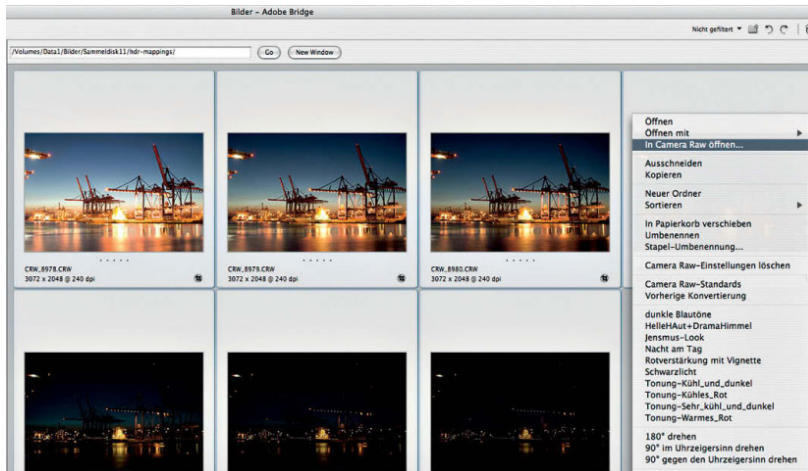 Bilder – Adobe Bridge
Nicht gefiltert
/Volumes/Data1/Bilder/Sammeldisk11/hdr-mappings/
Go
New Window
CRW_8978.CRW
3072 x 2048 @ 240 dpi
CRW_8979.CRW
3072 x 2048 @ 240 dpi
CRW_8980.CRW
3072 x 2048 @ 240 dpi
Öffnen
Öffnen mit
In Camera Raw öffnen...
Ausschneiden
Kopieren
Neuer Ordner
Sortieren
In Papierkorb verschieben
Umbenennen
Stapel-Umbenennung...
Camera Raw-Einstellungen löschen
Camera Raw-Standards
Vorherige Konvertierung
dunkle Blautöne
HelleHAut+DramaHimmel
Jensmus-Look
Nacht am Tag
Rotverstärkung mit Vignette
Schwarzlicht
Tonung-Kühl_und_dunkel
Tonung-Kühles_Rot
Tonung-Sehr_kühl_und_dunkel
Tonung-Warmes_Rot
180° drehen
90° im Uhrzeigersinn drehen
90° gegen den Uhrzeigersinn drehen